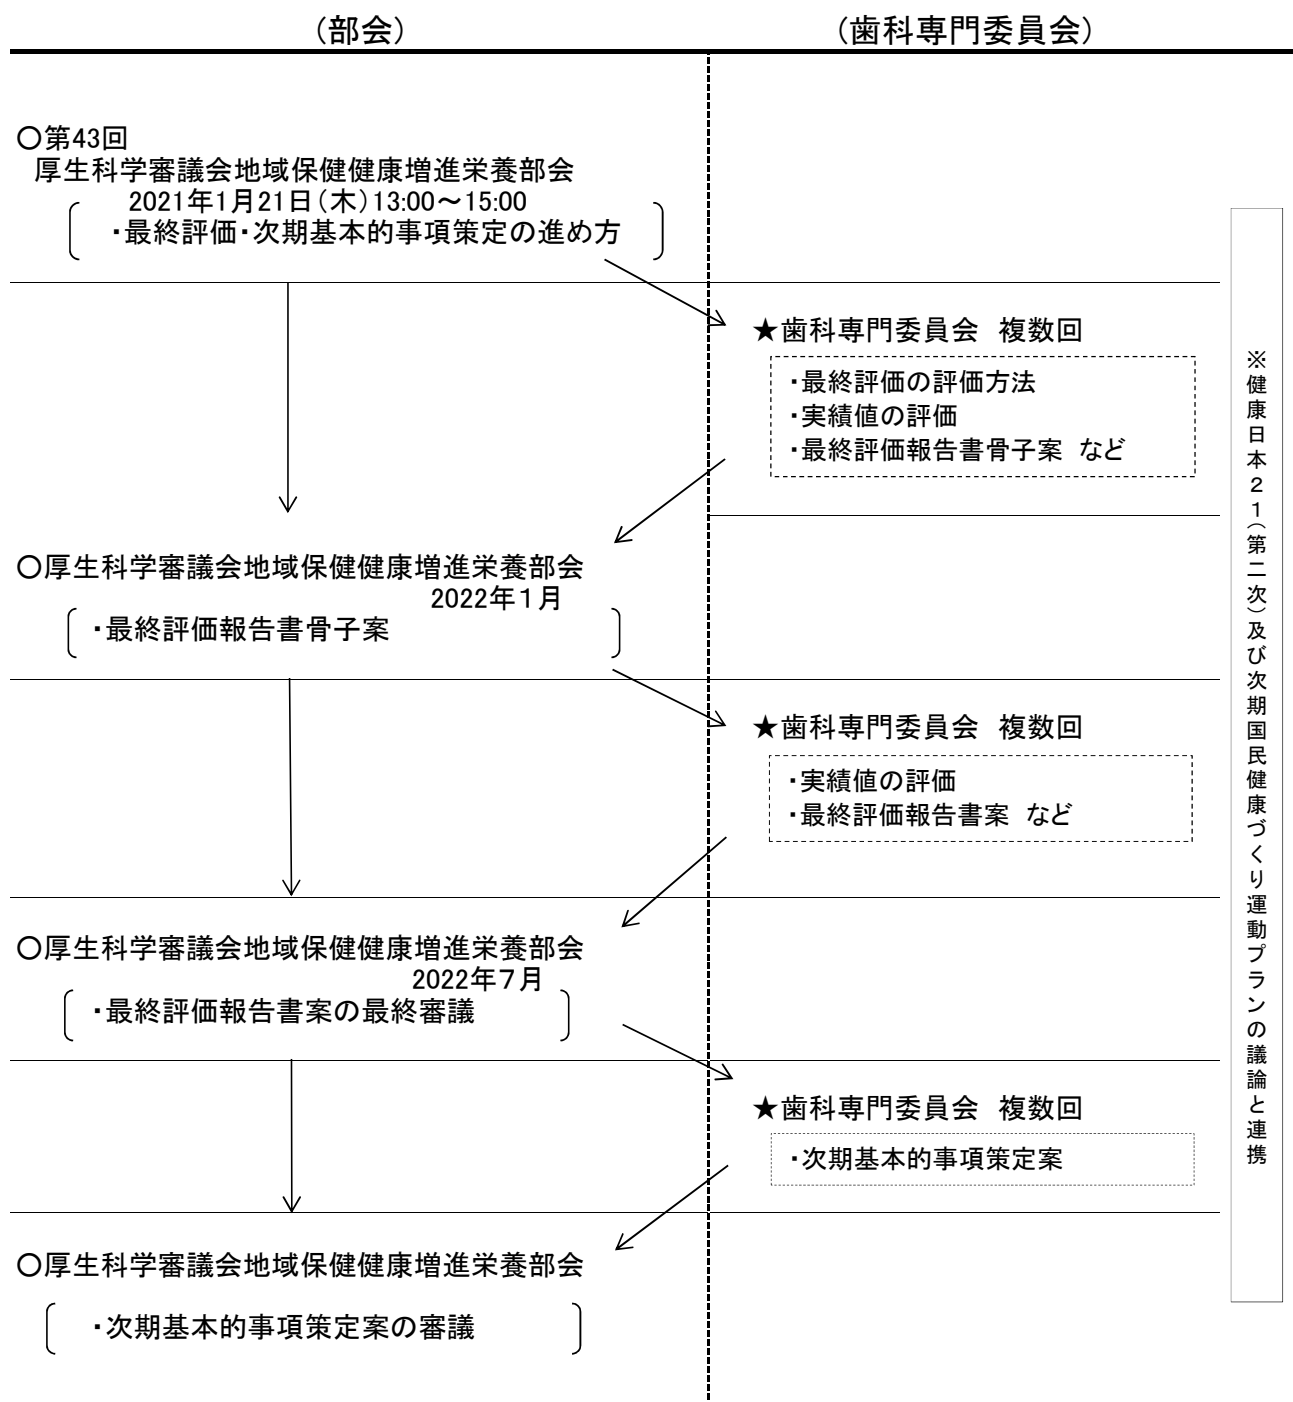 (部会)
(歯科専門委員会)
○第43回
厚生科学審議会地域保健健康増進栄養部会
2021年1月21日(木)13:00～15:00
・最終評価・次期基本的事項策定の進め方
★歯科専門委員会 複数回
・最終評価の評価方法
・実績値の評価
・最終評価報告書骨子案 など
○厚生科学審議会地域保健健康増進栄養部会
2022年1月
・最終評価報告書骨子案
★歯科専門委員会 複数回
・実績値の評価
・最終評価報告書案 など
○厚生科学審議会地域保健健康増進栄養部会
2022年7月
・最終評価報告書案の最終審議
★歯科専門委員会 複数回
・次期基本的事項策定案
○厚生科学審議会地域保健健康増進栄養部会
・次期基本的事項策定案の審議
※健康日本21(第二次)及び次期国民健康づくり運動プランの議論と連携